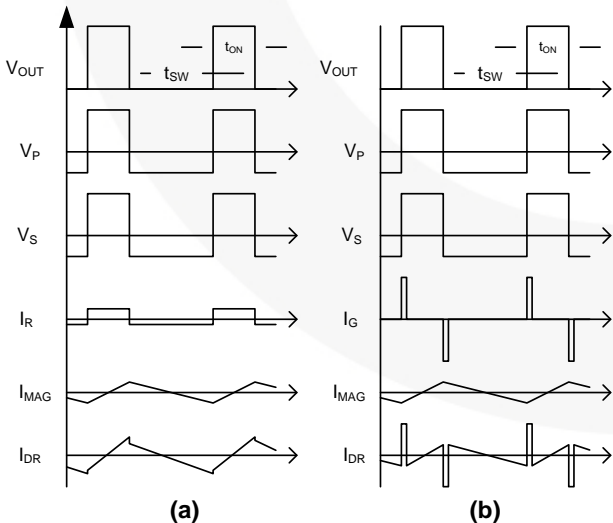 V_OUT
t_ON
t_SW
V_P
V_S
I_R
I_MAG
I_DR
(a)
V_OUT
t_ON
t_SW
V_P
V_S
I_G
I_MAG
I_DR
(b)